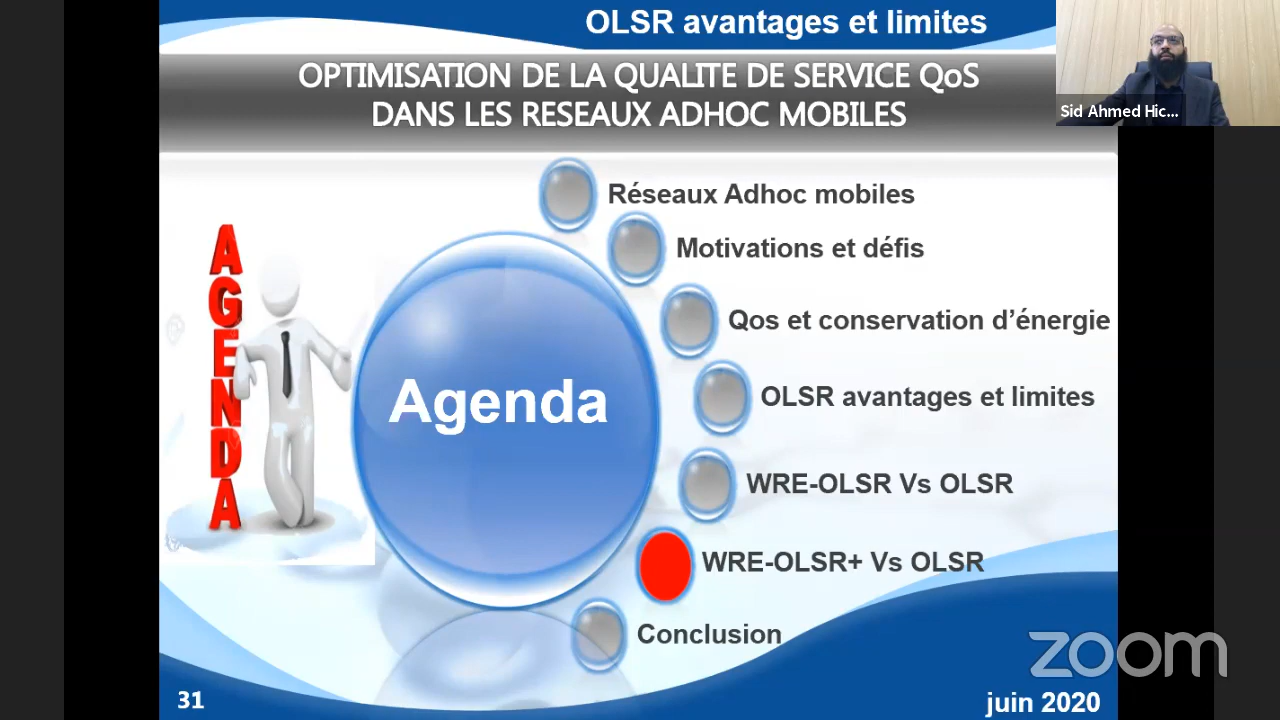 OLSR avantages et limites
Sid Ahmed Hic...
OPTIMISATION DE LA QUALITE DE SERVICE QoS
DANS LES RESEAUX ADHOC MOBILES
AGENDA
Agenda
Réseaux Adhoc mobiles
Motivations et défis
Qos et conservation d’énergie
OLSR avantages et limites
WRE-OLSR Vs OLSR
WRE-OLSR+ Vs OLSR
Conclusion
zoom
31
juin 2020